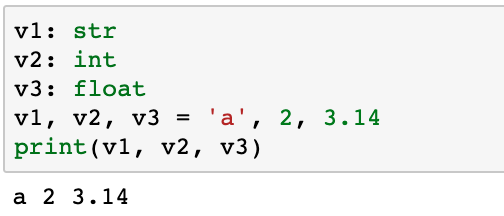 v1: str
v2: int
v3: float
v1, v2, v3 = 'a', 2, 3.14
print(v1, v2, v3)
a 2 3.14